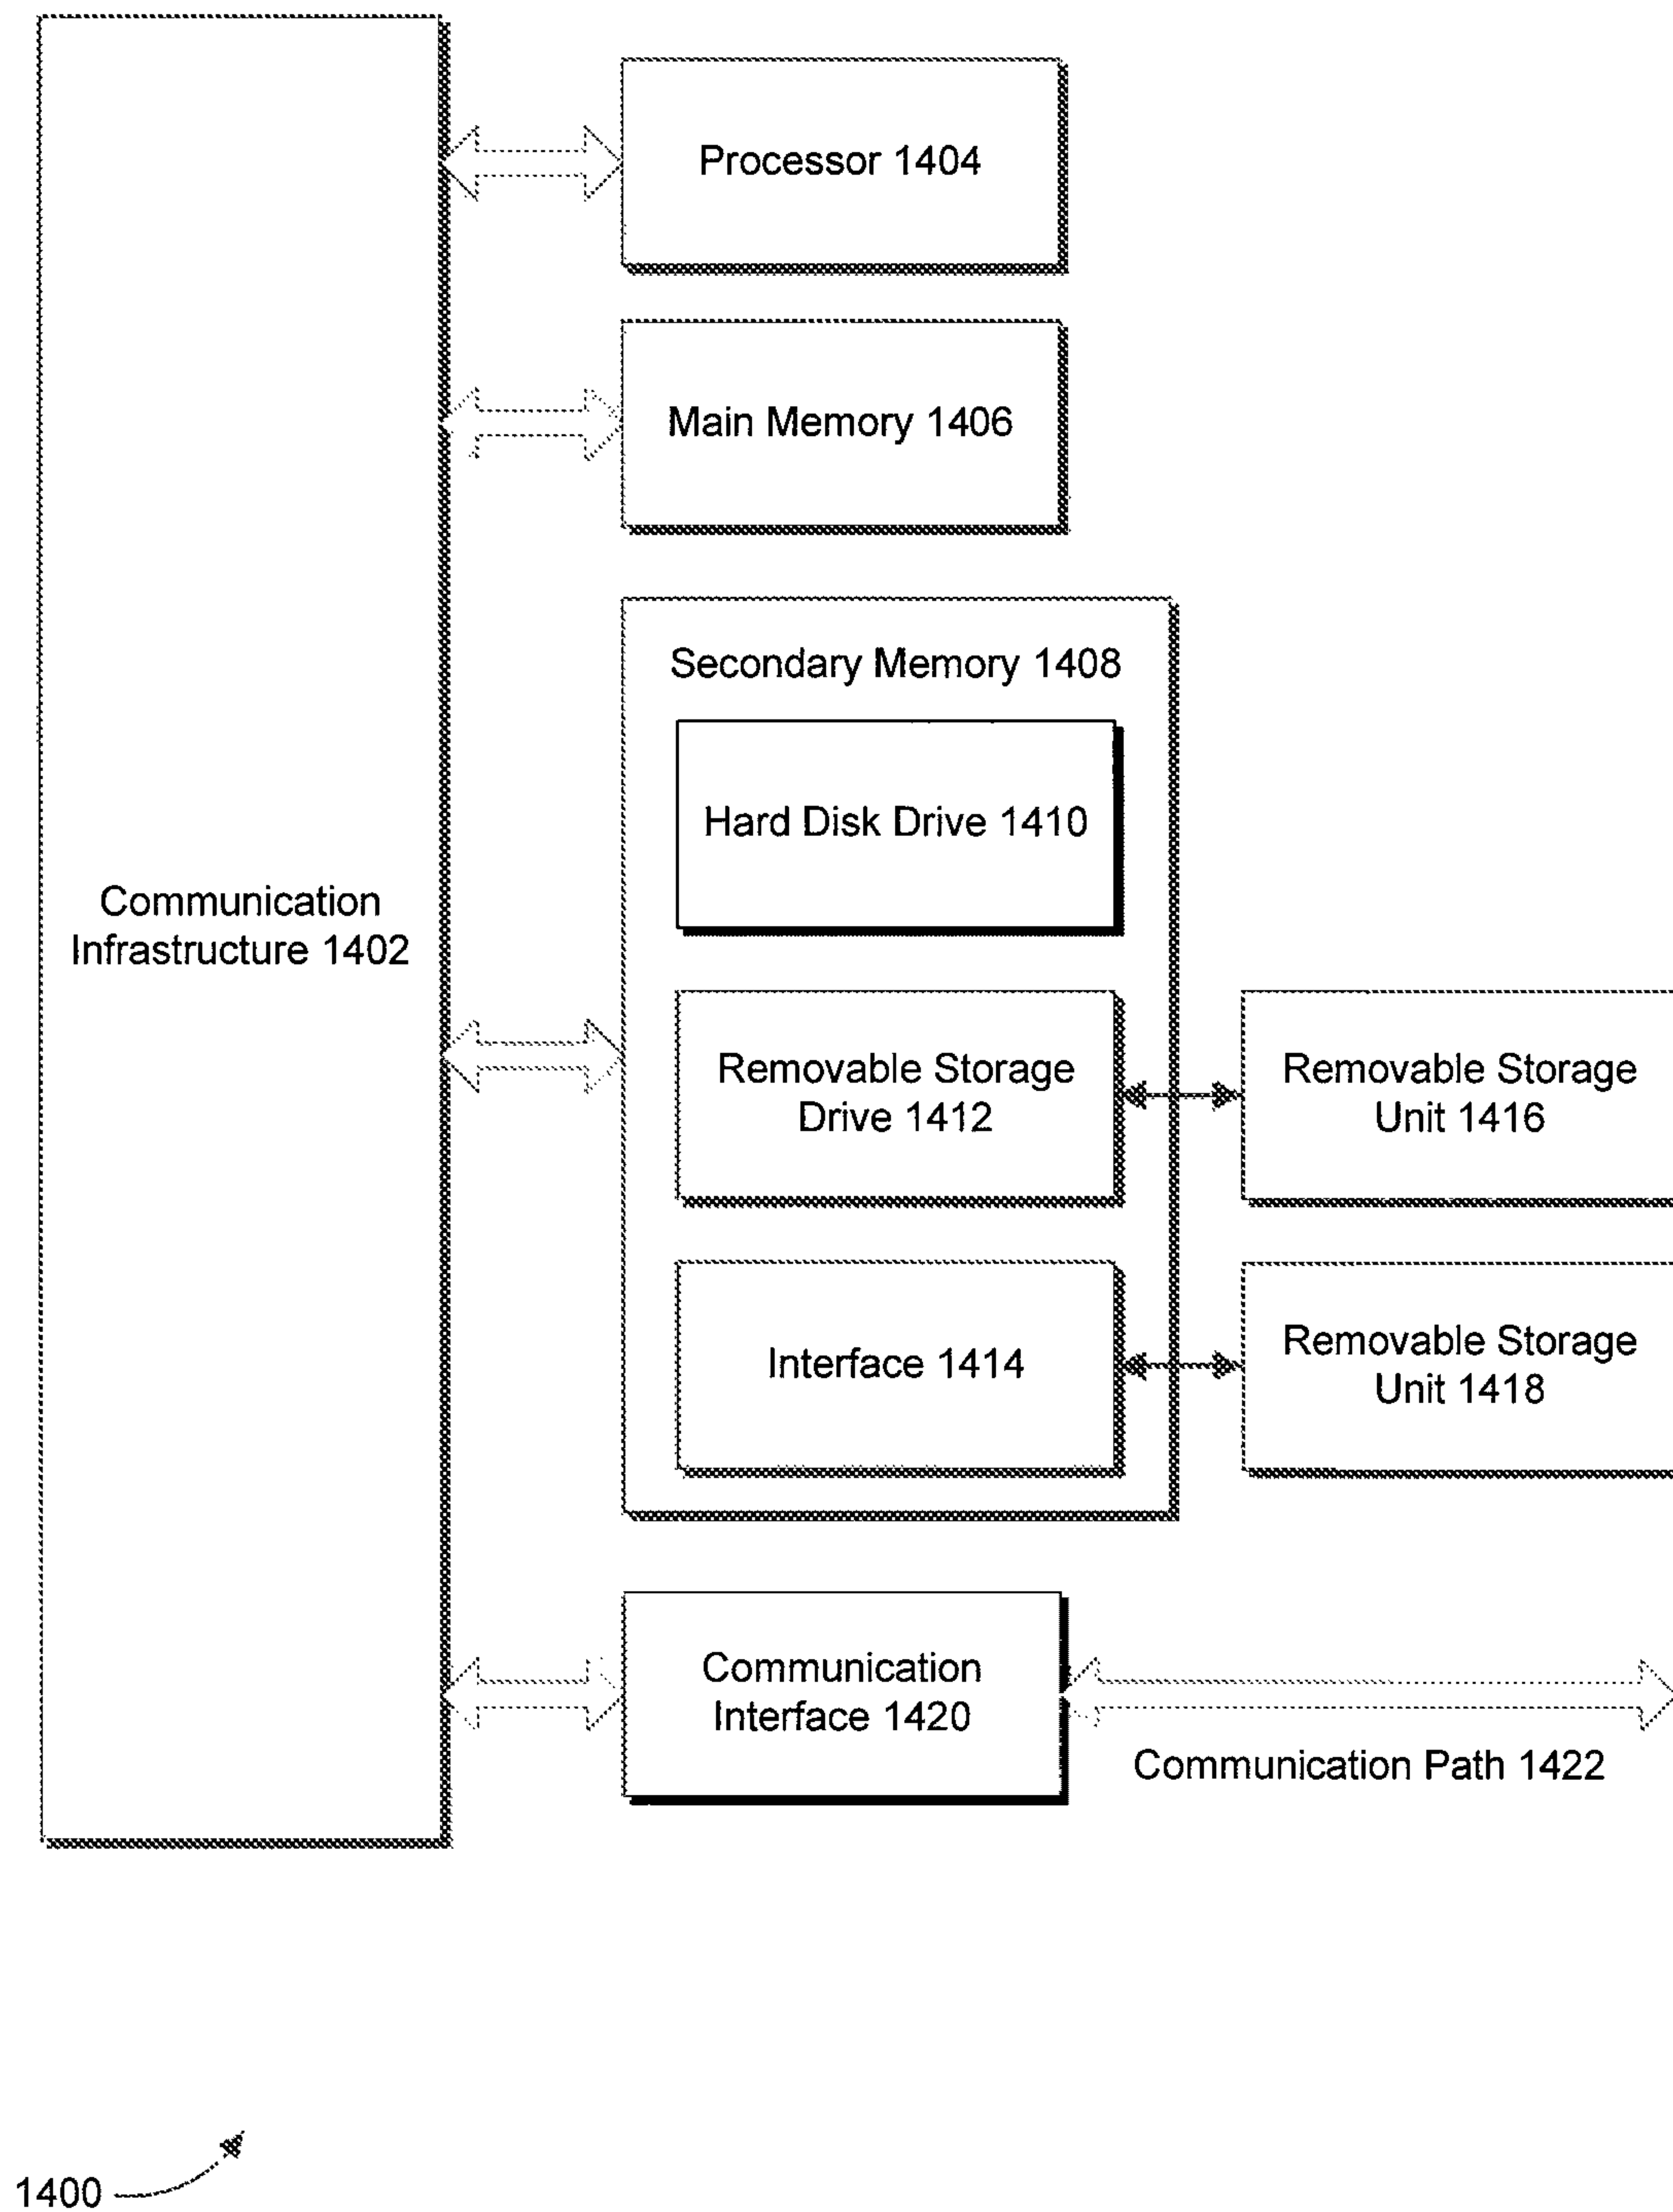 Processor 1404
Main Memory 1406
Secondary Memory 1408
Hard Disk Drive 1410
Communication
Infrastructure 1402
Removable Storage
Drive 1412
Removable Storage
Unit 1416
Interface 1414
Removable Storage
Unit 1418
Communication
Interface 1420
Communication Path 1422
1400